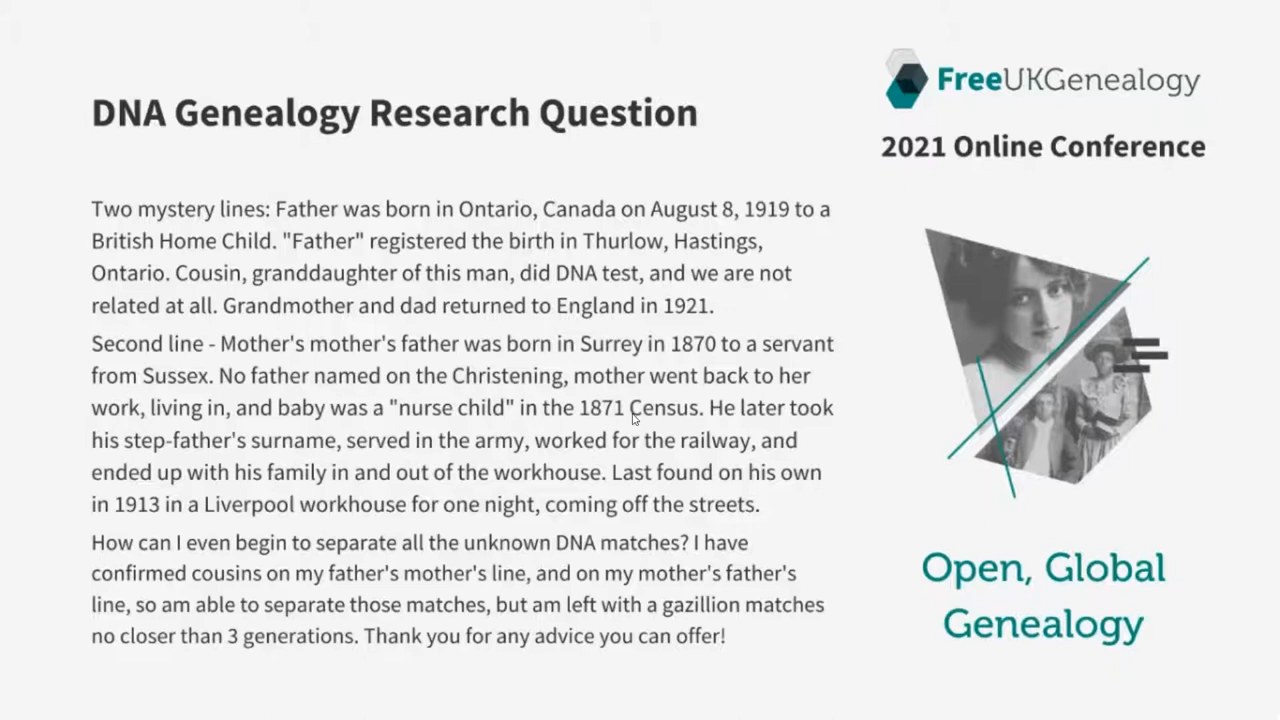 DNA Genealogy Research Question
FreeUKGenealogy
2021 Online Conference
Two mystery lines: Father was born in Ontario, Canada on August 8, 1919 to a
British Home Child. "Father" registered the birth in Thurlow, Hastings,
Ontario. Cousin, granddaughter of this man, did DNA test, and we are not
related at all. Grandmother and dad returned to England in 1921.
Second line - Mother's mother's father was born in Surrey in 1870 to a servant
from Sussex. No father named on the Christening, mother went back to her
work, living in, and baby was a "nurse child" in the 1871 Census. He later took
his step-father's surname, served in the army, worked for the railway, and
ended up with his family in and out of the workhouse. Last found on his own
in 1913 in a Liverpool workhouse for one night, coming off the streets.
How can I even begin to separate all the unknown DNA matches? I have
confirmed cousins on my father's mother's line, and on my mother's father's
line, so am able to separate those matches, but am left with a gazillion matches
no closer than 3 generations. Thank you for any advice you can offer!
Open, Global
Genealogy